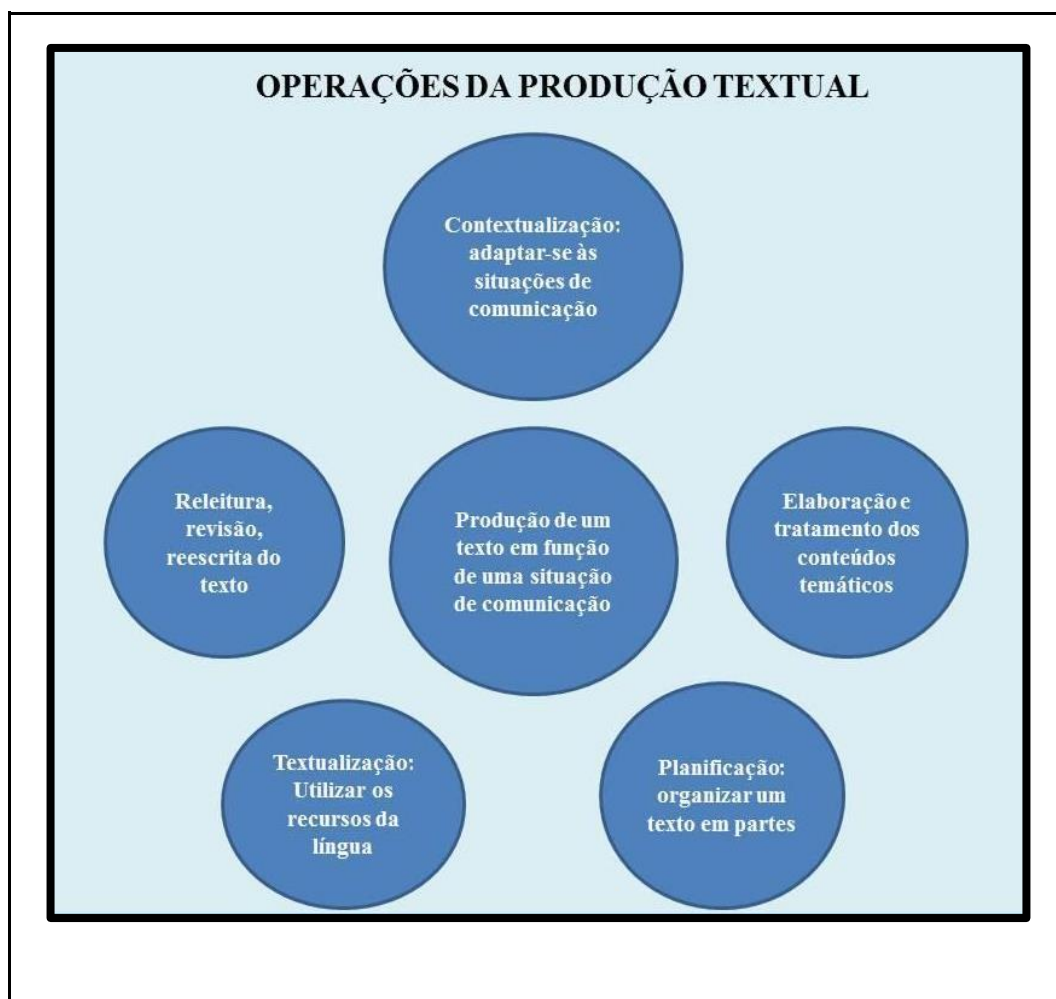 OPERAÇÕES DA PRODUÇÃO TEXTUAL
Contextualização:
adaptar-se às
situações de
comunicação
Releitura,
revisão,
reescrita do
texto
Produção de um
texto em função
de uma situação
de comunicação
Elaboração e
tratamento dos
conteúdos
temáticos
Textualização:
Utilizar os
recursos da
língua
Planificação:
organizar um
texto em partes